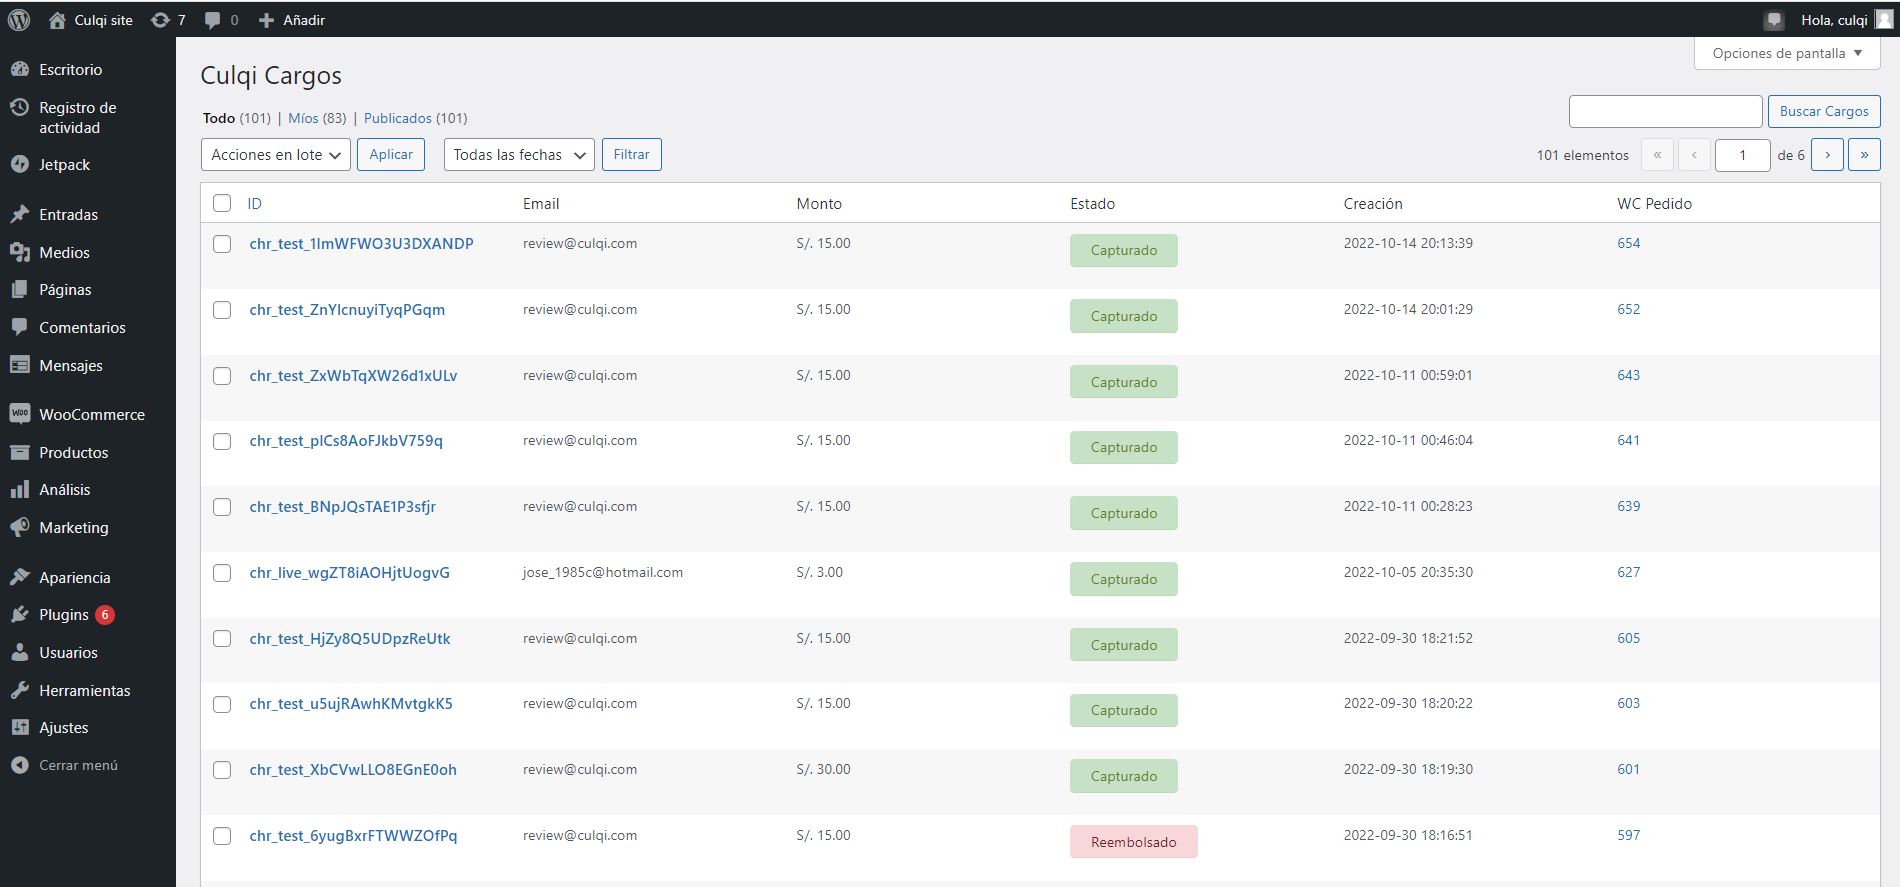 Culqi site 7 0 Añadir Hola, culqi
Opciones de pantalla
Escritorio
Registro de
actividad
Jetpack
Entradas
Medios
Páginas
Comentarios
Mensajes
Woo WooCommerce
Productos
Análisis
Marketing
Apariencia
Plugins 6
Usuarios
Herramientas
Ajustes
Cerrar menú
Culqi Cargos
Todo (101) | Míos (83) | Publicados (101)
Buscar Cargos
Acciones en lote Aplicar Todas las fechas Filtrar 101 elementos « ‹ 1 de 6 › »
ID Email Monto Estado Creación WC Pedido
chr_test_1ImWFWO3U3DXANDP review@culqi.com S/. 15.00 Capturado 2022-10-14 20:13:39 654
chr_test_ZnYIcnuyiTyqPGqm review@culqi.com S/. 15.00 Capturado 2022-10-14 20:01:29 652
chr_test_ZxWbTqXW26d1xULv review@culqi.com S/. 15.00 Capturado 2022-10-11 00:59:01 643
chr_test_pICs8AoFJkbV759q review@culqi.com S/. 15.00 Capturado 2022-10-11 00:46:04 641
chr_test_BNpJQsTAE1P3sfjr review@culqi.com S/. 15.00 Capturado 2022-10-11 00:28:23 639
chr_live_wgZT8iAOHjtUogvG jose_1985c@hotmail.com S/. 3.00 Capturado 2022-10-05 20:35:30 627
chr_test_HjZy8Q5UDpzReUtk review@culqi.com S/. 15.00 Capturado 2022-09-30 18:21:52 605
chr_test_u5ujRAwhKMvtgkK5 review@culqi.com S/. 15.00 Capturado 2022-09-30 18:20:22 603
chr_test_XbCVwLLO8EGnE0oh review@culqi.com S/. 30.00 Capturado 2022-09-30 18:19:30 601
chr_test_6yugBxrFTWWZOfPq review@culqi.com S/. 15.00 Reembolsado 2022-09-30 18:16:51 597